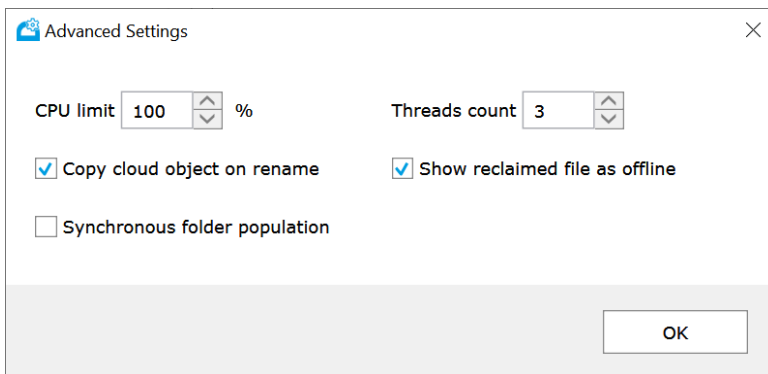 Advanced Settings
CPU limit 100 % Threads count 3
Copy cloud object on rename Show reclaimed file as offline
Synchronous folder population
OK